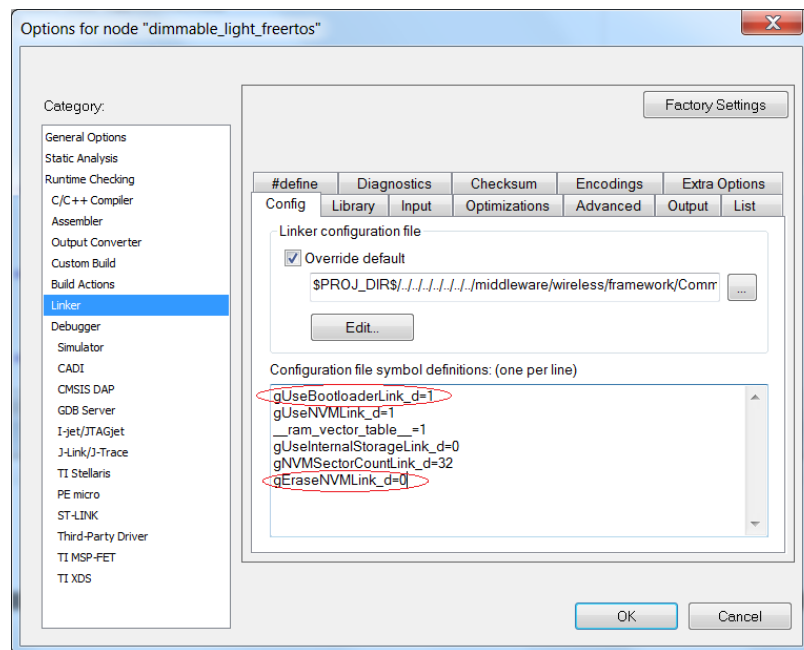 Options for node "dimmable_light_freertos"
X
Category:
Factory Settings
General Options
Static Analysis
Runtime Checking
C/C++ Compiler
Assembler
Output Converter
Custom Build
Build Actions
Linker
Debugger
Simulator
CADI
CMSIS DAP
GDB Server
I-jet/JTAGjet
J-Link/J-Trace
TI Stellaris
PE micro
ST-LINK
Third-Party Driver
TI MSP-FET
TI XDS
#define Diagnostics Checksum Encodings Extra Options
Config Library Input Optimizations Advanced Output List
Linker configuration file
Override default
$PROJ_DIR$/../../../../../../../middleware/wireless/framework/Comm
...
Edit...
Configuration file symbol definitions: (one per line)
gUseBootloaderLink_d=1
gUseNVMLink_d=1
__ram_vector_table__=1
gUseInternalStorageLink_d=0
gNVMSectorCountLink_d=32
gEraseNVMLink_d=0
OK Cancel